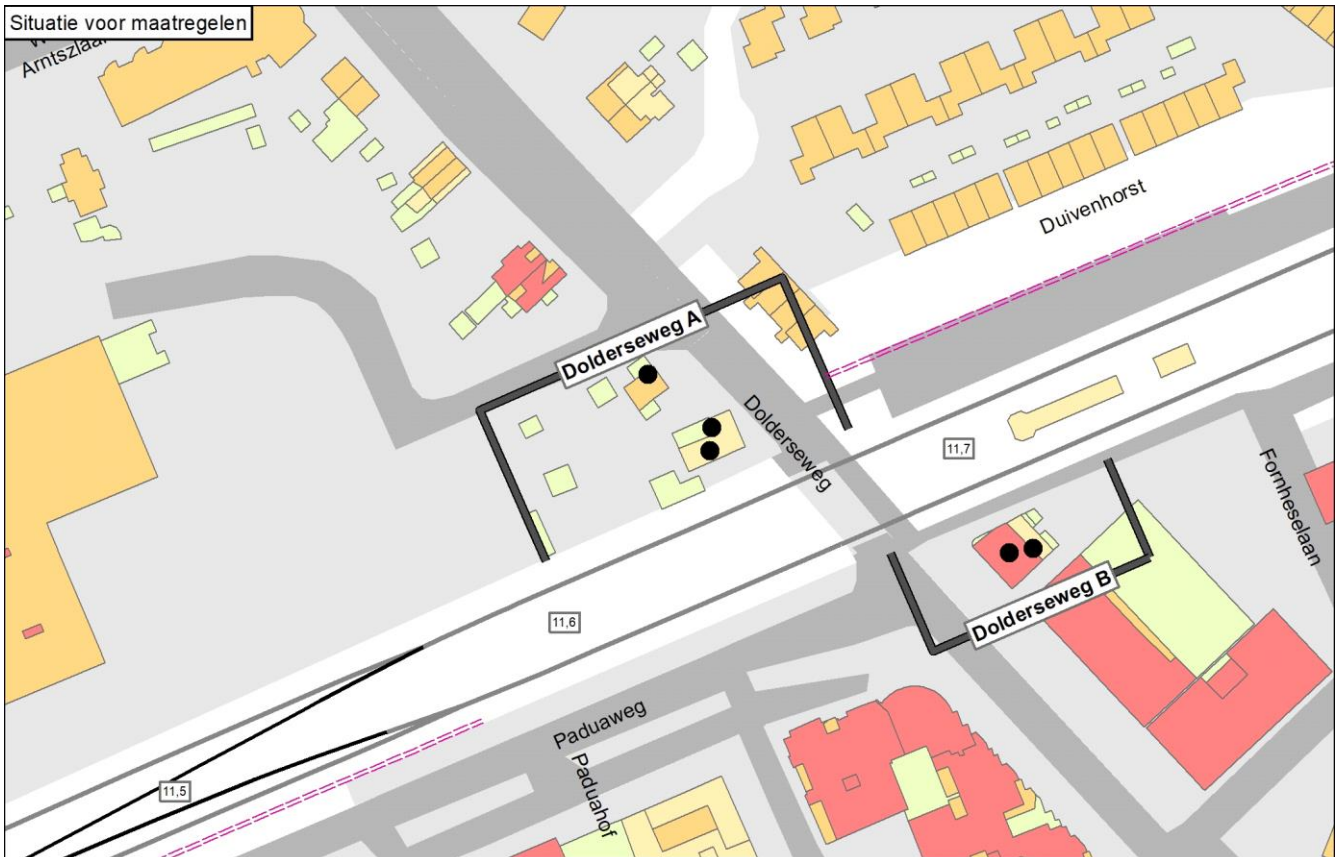 Situatie voor maatregelen
Arntszlaan
Duivenhorst
Dolderseweg A
Dolderseweg
11,7
Fornheselaan
Dolderseweg B
11,6
Paduaweg
Paduahof
11,5